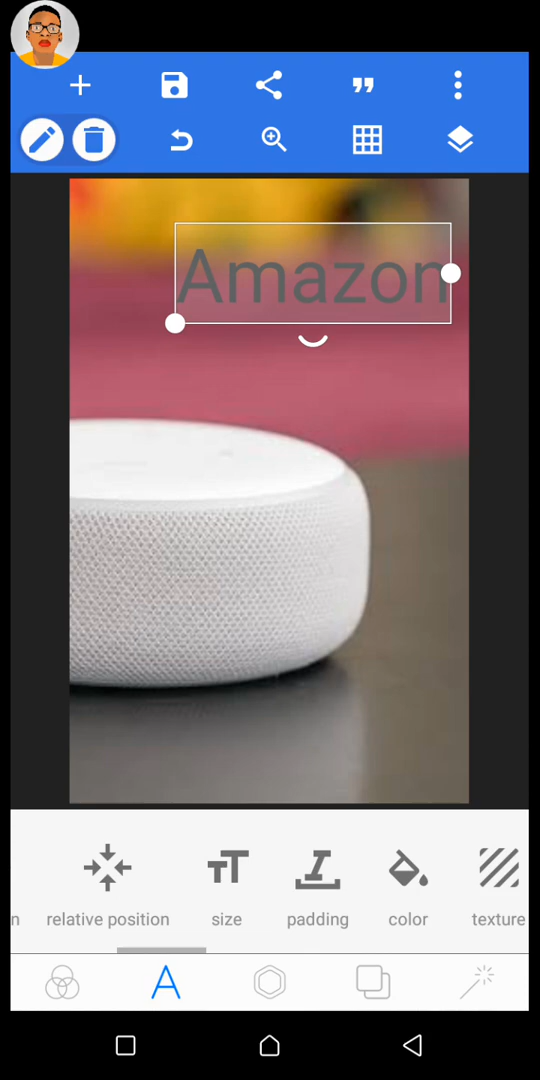 Amazon
n
relative position
size
padding
color
texture